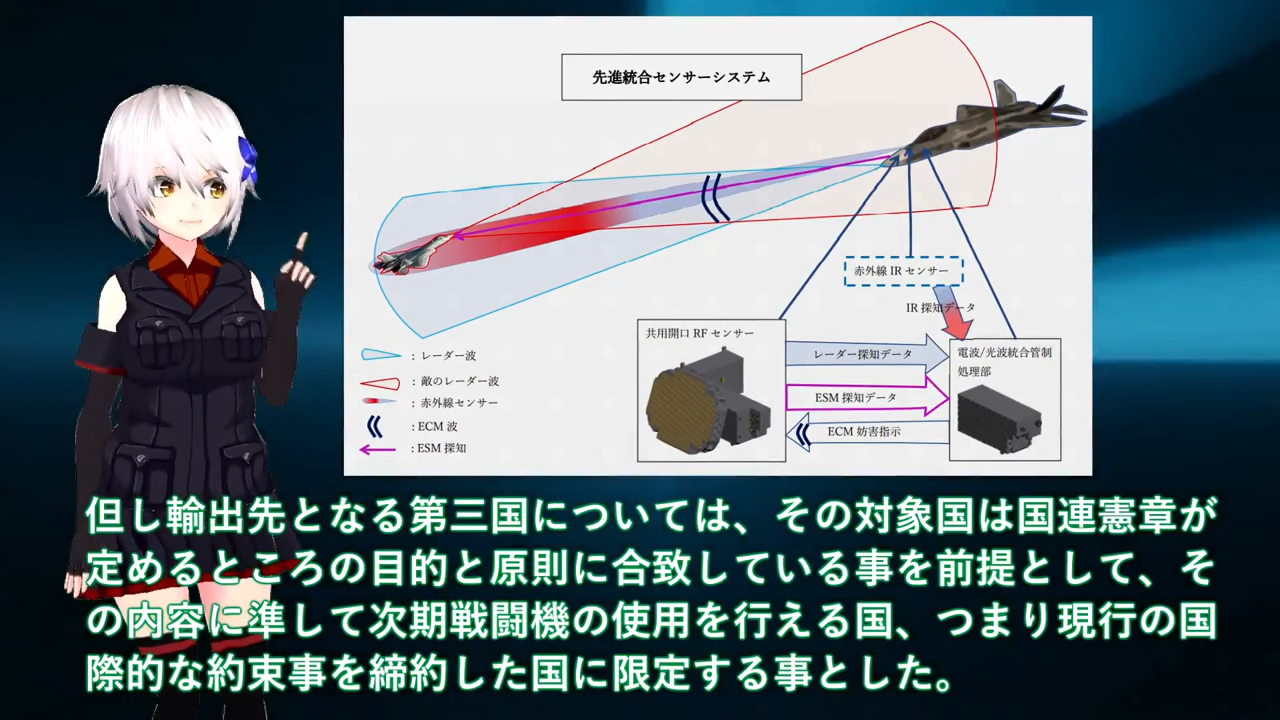 先進統合センサーシステム
赤外線 IR センサー
IR 探知データ
共用開口 RF センサー
レーダー探知データ
電波/光波統合管制
処理部
ESM 探知データ
ECM 妨害指示
：レーダー波
：敵のレーダー波
：赤外線センサー
：ECM 波
：ESM 探知
但し輸出先となる第三国については、その対象国は国連憲章が
定めるところの目的と原則に合致している事を前提として、そ
の内容に準して次期戦闘機の使用を行える国、つまり現行の国
際的な約束事を締約した国に限定する事とした。